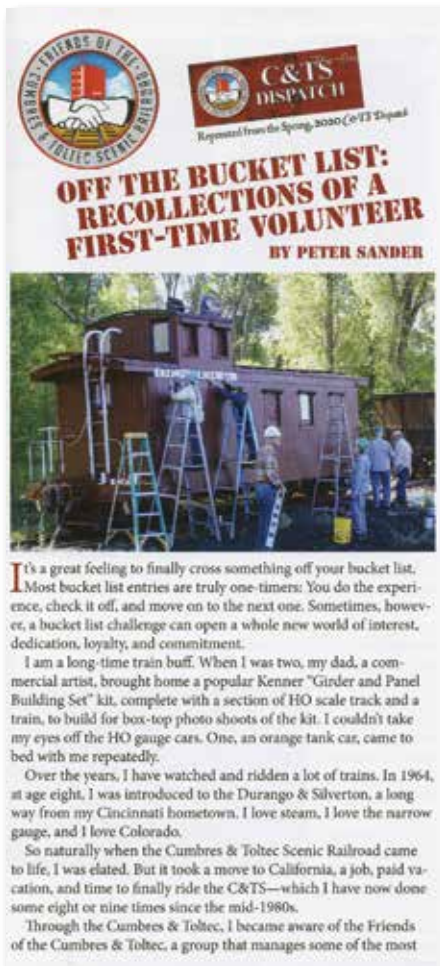 FRIENDS OF THE
CUMBRES & TOLTEC SCENIC RAILROAD
C&TS
DISPATCH
Reprinted from the Spring, 2020 C&TS Dispatch
OFF THE BUCKET LIST:
RECOLLECTIONS OF A
FIRST-TIME VOLUNTEER
BY PETER SANDER
It's a great feeling to finally cross something off your bucket list.
Most bucket list entries are truly one-timers: You do the experi-
ence, check it off, and move on to the next one. Sometimes, howev-
er, a bucket list challenge can open a whole new world of interest,
dedication, loyalty, and commitment.
I am a long-time train buff. When I was two, my dad, a com-
mercial artist, brought home a popular Kenner "Girder and Panel
Building Set" kit, complete with a section of HO scale track and a
train, to build for box-top photo shoots of the kit. I couldn't take
my eyes off the HO gauge cars. One, an orange tank car, came to
bed with me repeatedly.
Over the years, I have watched and ridden a lot of trains. In 1964,
at age eight, I was introduced to the Durango & Silverton, a long
way from my Cincinnati hometown. I love steam, I love the narrow
gauge, and I love Colorado.
So naturally when the Cumbres & Toltec Scenic Railroad came
to life, I was elated. But it took a move to California, a job, paid va-
cation, and time to finally ride the C&TS—which I have now done
some eight or nine times since the mid-1980s.
Through the Cumbres & Toltec, I became aware of the Friends
of the Cumbres & Toltec, a group that manages some of the most